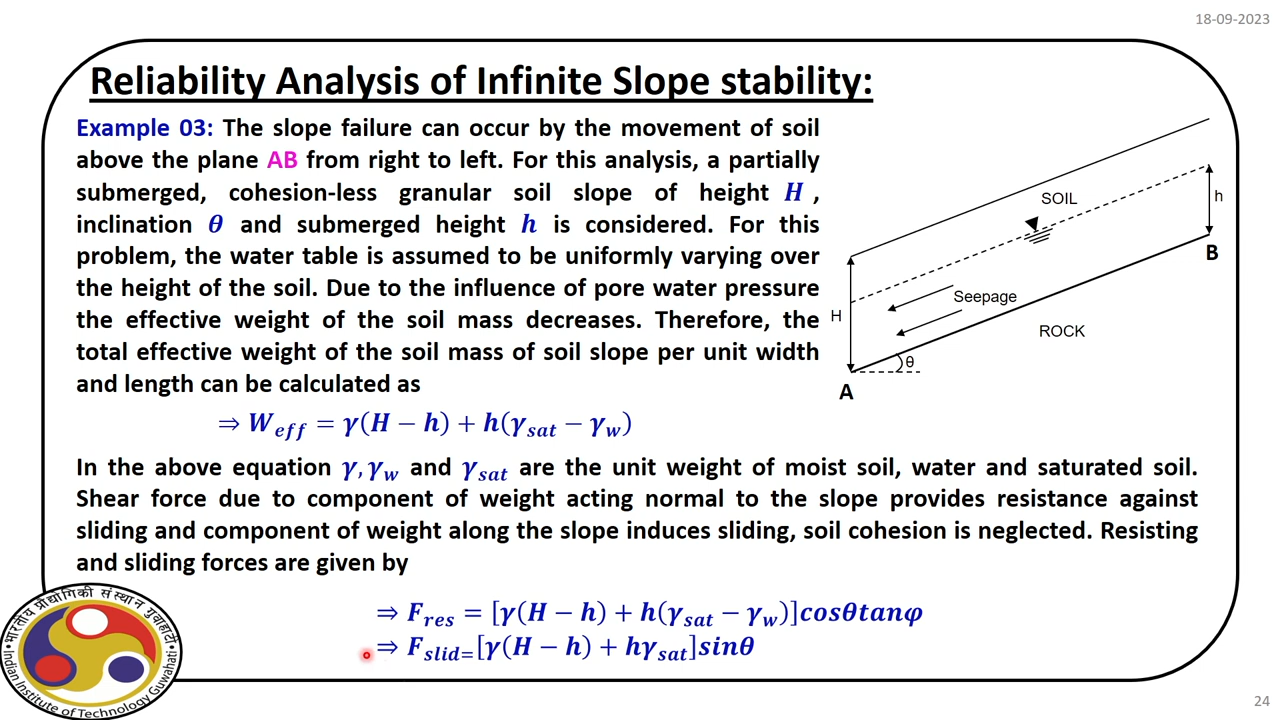 18-09-2023
Reliability Analysis of Infinite Slope stability:
Example 03: The slope failure can occur by the movement of soil
above the plane AB from right to left. For this analysis, a partially
submerged, cohesion-less granular soil slope of height H ,
inclination θ and submerged height h is considered. For this
problem, the water table is assumed to be uniformly varying over
the height of the soil. Due to the influence of pore water pressure
the effective weight of the soil mass decreases. Therefore, the
total effective weight of the soil mass of soil slope per unit width
and length can be calculated as
⇒ W_eff = γ(H − h) + h(γ_sat − γ_w)
SOIL
h
B
Seepage
H
ROCK
θ
A
In the above equation γ, γ_w and γ_sat are the unit weight of moist soil, water and saturated soil.
Shear force due to component of weight acting normal to the slope provides resistance against
sliding and component of weight along the slope induces sliding, soil cohesion is neglected. Resisting
and sliding forces are given by
⇒ F_res = [γ(H − h) + h(γ_sat − γ_w)]cosθtanφ
⇒ F_slid= [γ(H − h) + hγ_sat]sinθ
भारतीय प्रौद्योगिकी संस्थान गुवाहाटी
Indian Institute of Technology Guwahati
24